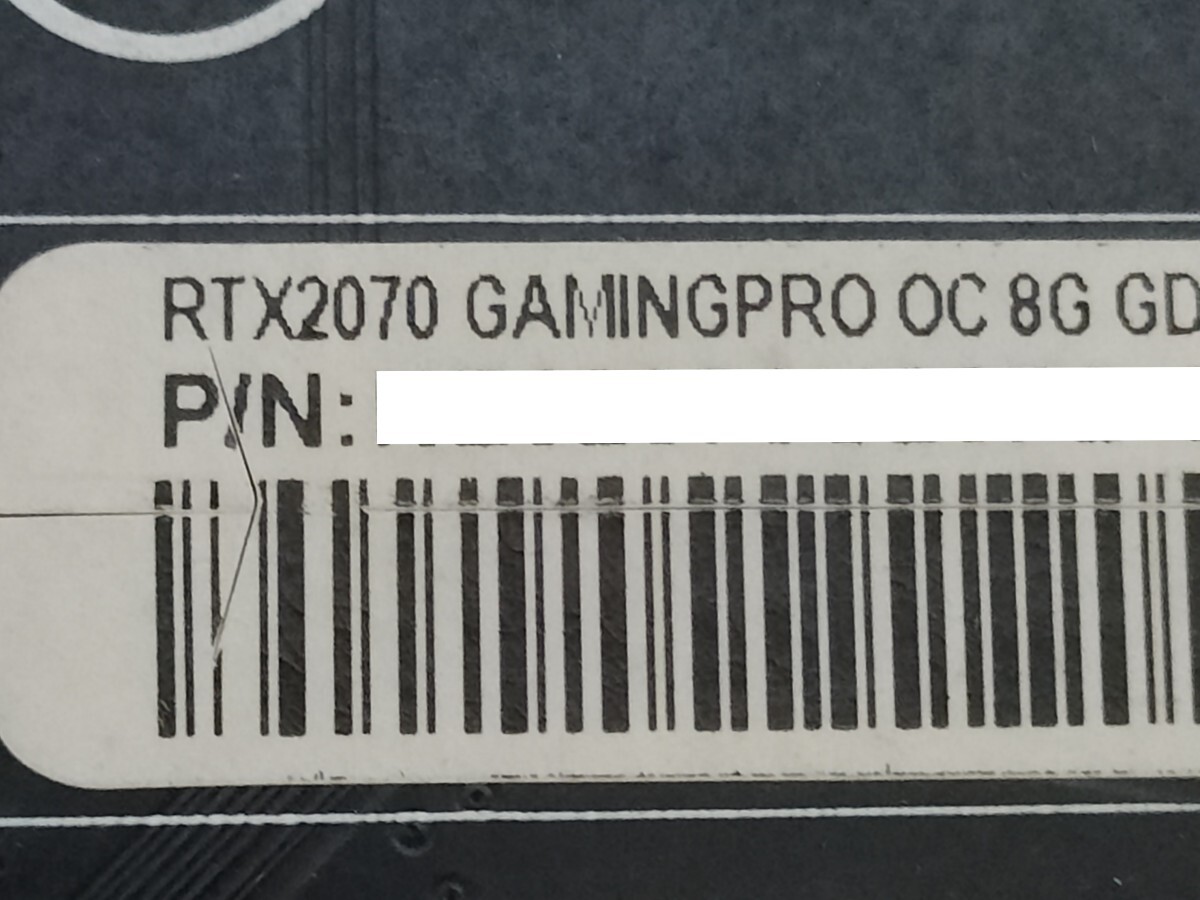 RTX2070 GAMINGPRO OC 8G GD
P/N: